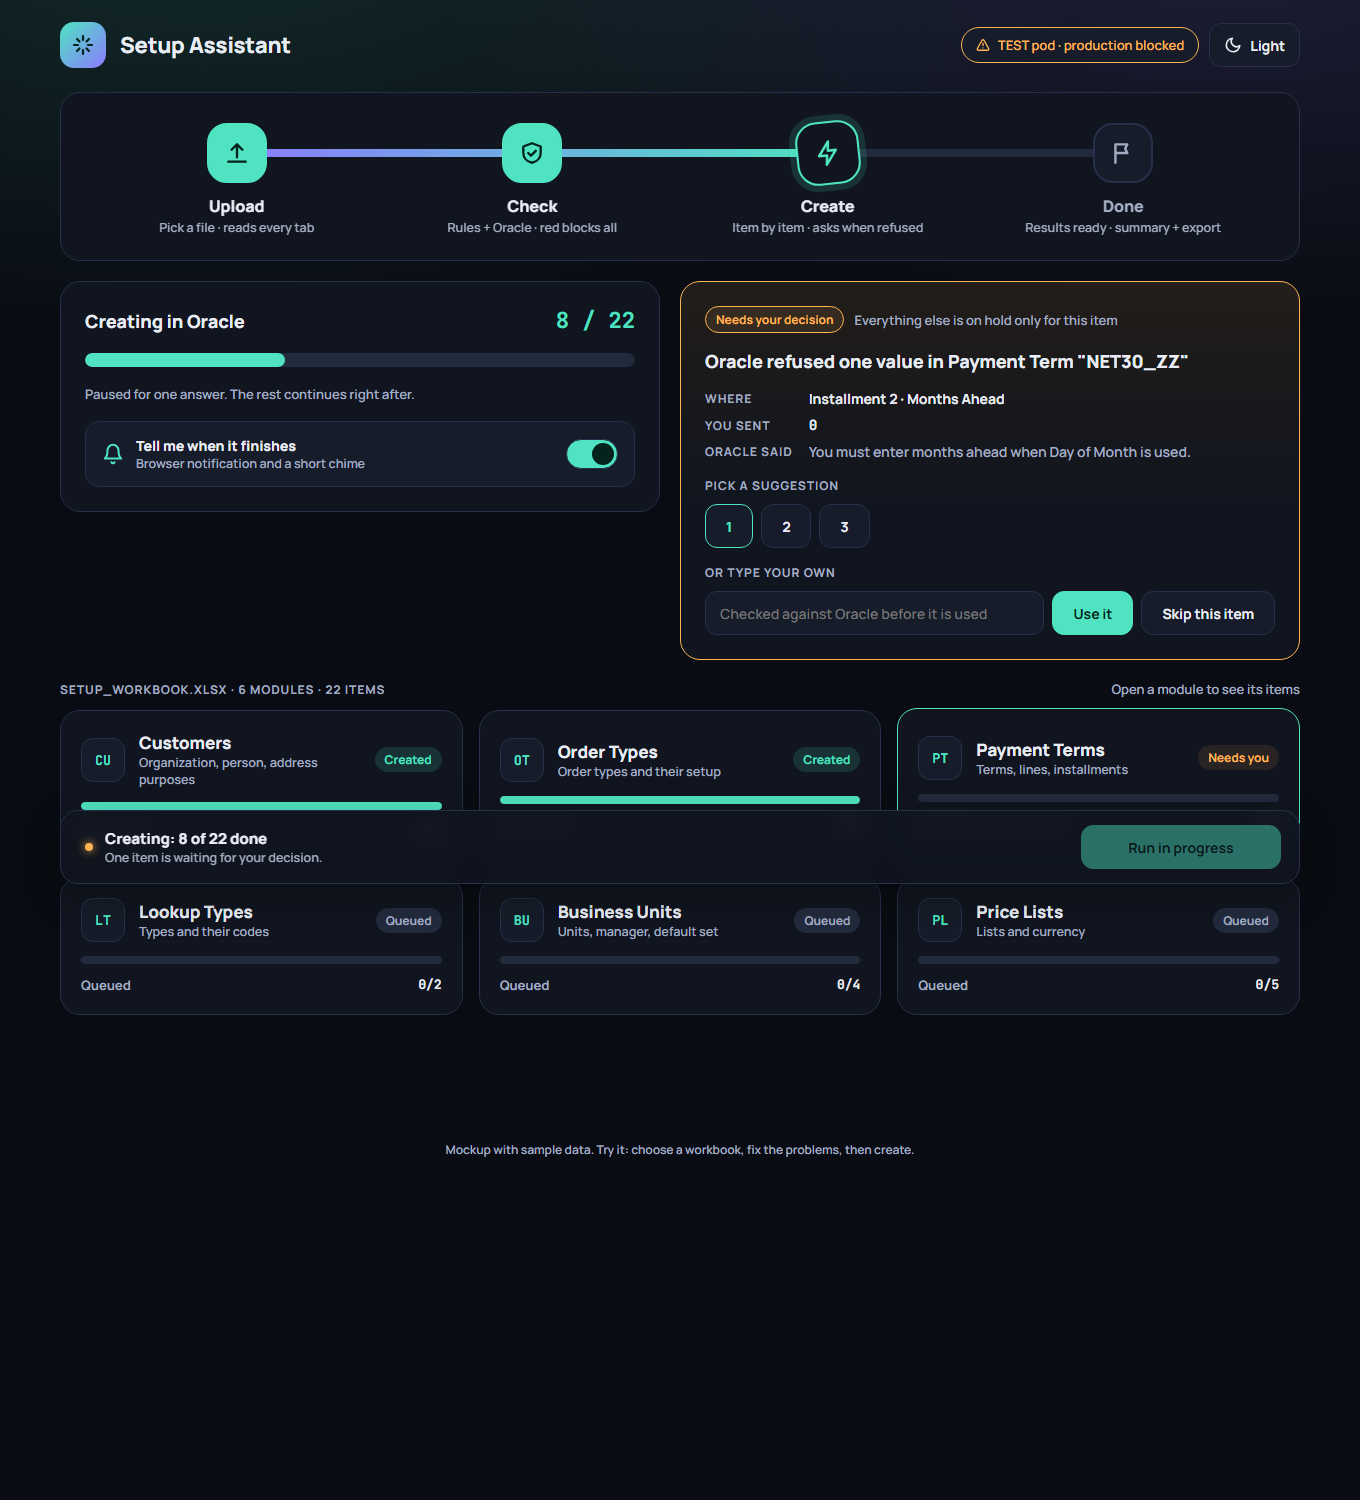 Setup Assistant
TEST pod · production blocked
Light
Upload
Pick a file · reads every tab
Check
Rules + Oracle · red blocks all
Create
Item by item · asks when refused
Done
Results ready · summary + export
Creating in Oracle
8 / 22
Paused for one answer. The rest continues right after.
Tell me when it finishes
Browser notification and a short chime
Needs your decision
Everything else is on hold only for this item
Oracle refused one value in Payment Term "NET30_ZZ"
WHERE
Installment 2 · Months Ahead
YOU SENT
0
ORACLE SAID
You must enter months ahead when Day of Month is used.
PICK A SUGGESTION
1
2
3
OR TYPE YOUR OWN
Checked against Oracle before it is used
Use it
Skip this item
SETUP_WORKBOOK.XLSX · 6 MODULES · 22 ITEMS
Open a module to see its items
CU
Customers
Organization, person, address
purposes
Created
OT
Order Types
Order types and their setup
Created
PT
Payment Terms
Terms, lines, installments
Needs you
Creating: 8 of 22 done
One item is waiting for your decision.
Run in progress
LT
Lookup Types
Types and their codes
Queued
Queued
0/2
BU
Business Units
Units, manager, default set
Queued
Queued
0/4
PL
Price Lists
Lists and currency
Queued
Queued
0/5
Mockup with sample data. Try it: choose a workbook, fix the problems, then create.